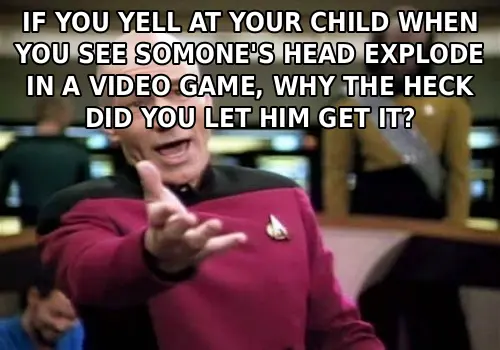 IF YOU YELL AT YOUR CHILD WHEN
YOU SEE SOMONE'S HEAD EXPLODE
IN A VIDEO GAME, WHY THE HECK
DID YOU LET HIM GET IT?